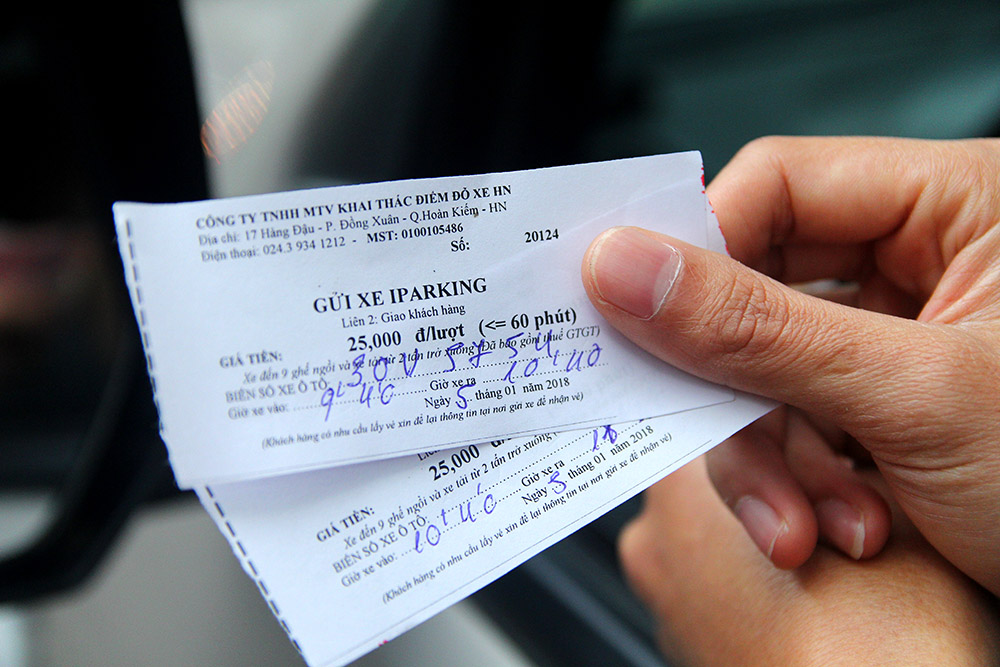 CÔNG TY TNHH MTV KHAI THÁC ĐIỂM ĐỖ XE HN
Địa chỉ: 17 Hàng Đậu - P. Đồng Xuân - Q.Hoàn Kiếm - HN
Điện thoại: 024.3 934 1212 - MST: 0100105486
Số: 20124
GỬI XE IPARKING
Liên 2: Giao khách hàng
GIÁ TIỀN: 25,000 đ/lượt (<= 60 phút)
Xe đến 9 ghế ngồi và xe tải từ 2 tấn trở xuống (Đã bao gồm thuế GTGT)
BIỂN SỐ XE Ô TÔ: 30V 5754
Giờ xe vào: 9' 40 Giờ xe ra 10' 40
Ngày 5 tháng 01 năm 2018
(Khách hàng có nhu cầu lấy vé xin để lại thông tin tại nơi gửi xe để nhận vé)
GIÁ TIỀN: 25,000
Xe đến 9 ghế ngồi và xe tải từ 2 tấn trở xuống
BIỂN SỐ XE Ô TÔ:
Giờ xe vào: 10' 40 Giờ xe ra
Ngày 5 tháng 01 năm 2018
(Khách hàng có nhu cầu lấy vé xin để lại thông tin tại nơi gửi xe để nhận vé)